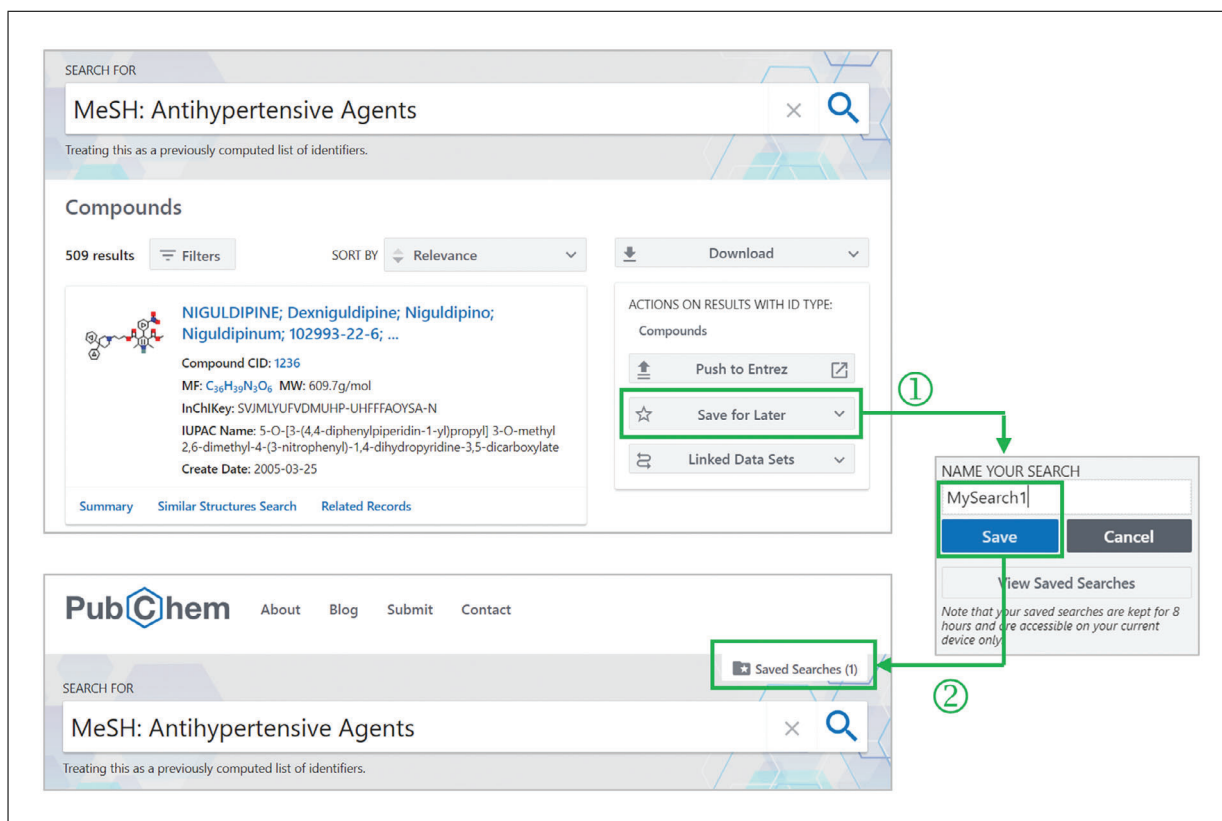 SEARCH FOR
MeSH: Antihypertensive Agents
Treating this as a previously computed list of identifiers.
Compounds
509 results
Filters
SORT BY
Relevance
Download
NIGULDIPINE; Dexniguldipine; Niguldipino;
Niguldipinum; 102993-22-6; ...
Compound CID: 1236
MF: C₃₆H₃₉N₃O₆ MW: 609.7g/mol
InChIKey: SVJMLYUFVDMUHP-UHFFFAOYSA-N
IUPAC Name: 5-O-[3-(4,4-diphenylpiperidin-1-yl)propyl] 3-O-methyl
2,6-dimethyl-4-(3-nitrophenyl)-1,4-dihydropyridine-3,5-dicarboxylate
Create Date: 2005-03-25
Summary
Similar Structures Search
Related Records
ACTIONS ON RESULTS WITH ID TYPE:
Compounds
Push to Entrez
Save for Later
Linked Data Sets
①
NAME YOUR SEARCH
MySearch1
Save
Cancel
View Saved Searches
Note that your saved searches are kept for 8
hours and are accessible on your current
device only
②
PubChem
About
Blog
Submit
Contact
Saved Searches (1)
SEARCH FOR
MeSH: Antihypertensive Agents
Treating this as a previously computed list of identifiers.